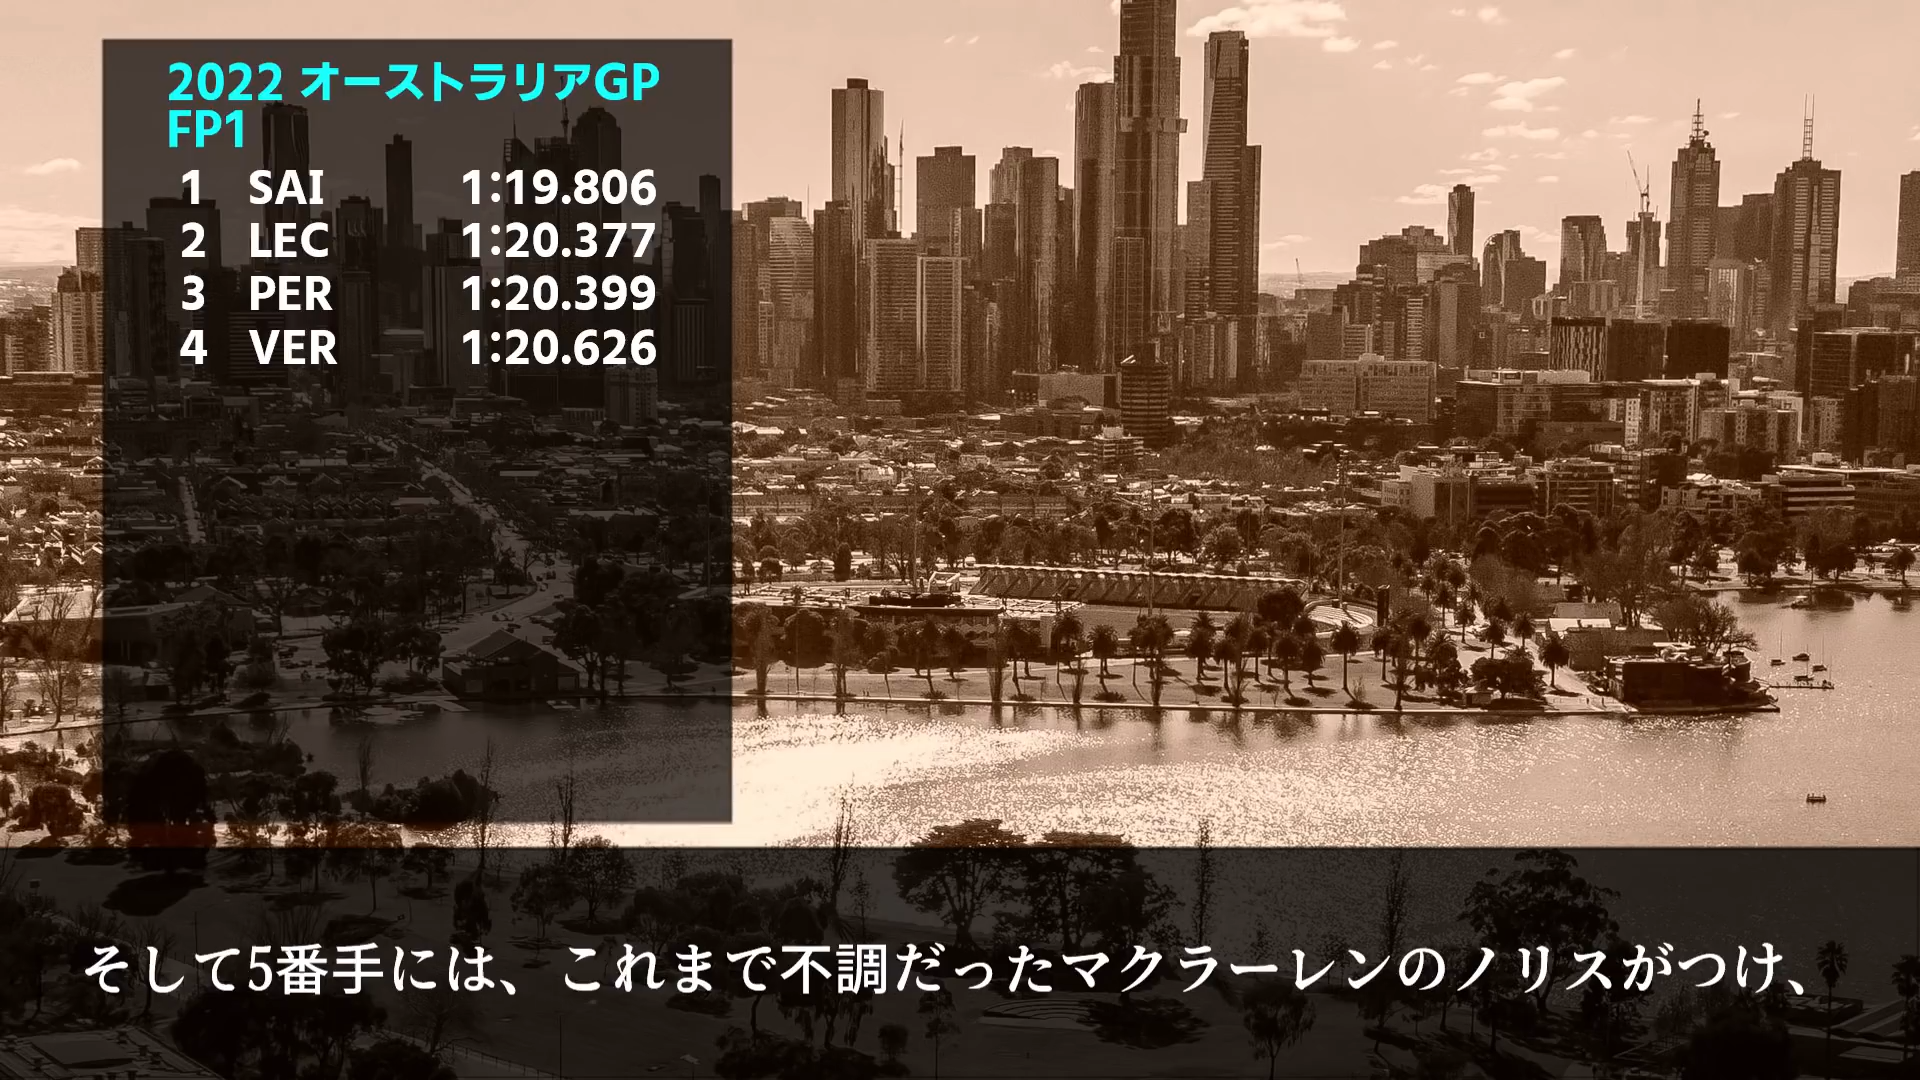 2022 オーストラリアGP
FP1
1 SAI 1:19.806
2 LEC 1:20.377
3 PER 1:20.399
4 VER 1:20.626
そして5番手には、これまで不調だったマクラーレンのノリスがつけ、